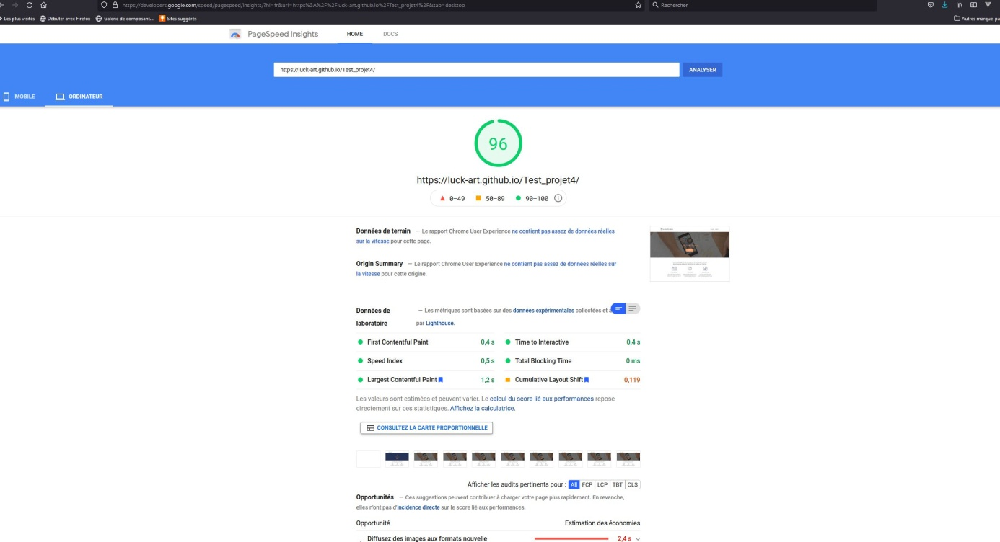 https://developers.google.com/speed/pagespeed/insights/?hl=fr&url=https%3A%2F%2Fluck-art.github.io%2FTest_projet4%2F&tab=desktop
Rechercher
Les plus visités
Débuter avec Firefox
Galerie de composant...
Sites suggérés
Autres marque-pa
PageSpeed Insights
HOME
DOCS
https://luck-art.github.io/Test_projet4/
ANALYSER
MOBILE
ORDINATEUR
96
https://luck-art.github.io/Test_projet4/
0–49 50–89 90–100
Données de terrain — Le rapport Chrome User Experience ne contient pas assez de données réelles
sur la vitesse pour cette page.
Origin Summary — Le rapport Chrome User Experience ne contient pas assez de données réelles sur
la vitesse pour cette origine.
Données de laboratoire
— Les métriques sont basées sur des données expérimentales collectées et a
par Lighthouse.
First Contentful Paint 0,4 s
Time to Interactive 0,4 s
Speed Index 0,5 s
Total Blocking Time 0 ms
Largest Contentful Paint 1,2 s
Cumulative Layout Shift 0,119
Les valeurs sont estimées et peuvent varier. Le calcul du score lié aux performances repose
directement sur ces statistiques. Affichez la calculatrice.
CONSULTEZ LA CARTE PROPORTIONNELLE
Afficher les audits pertinents pour : All FCP LCP TBT CLS
Opportunités — Ces suggestions peuvent contribuer à charger votre page plus rapidement. En revanche,
elles n'ont pas d'incidence directe sur le score lié aux performances.
Opportunité
Estimation des économies
Diffusez des images aux formats nouvelle
2,4 s